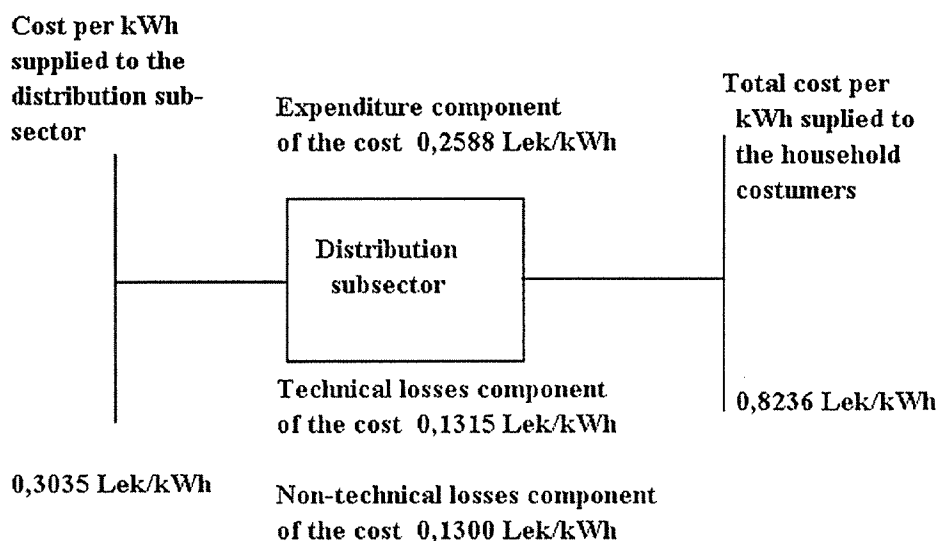 Cost per kWh
supplied to the
distribution sub-
sector
Expenditure component
of the cost 0,2588 Lek/kWh
Total cost per
kWh suplied to
the household
costumers
Distribution
subsector
Technical losses component
of the cost 0,1315 Lek/kWh
0,8236 Lek/kWh
0,3035 Lek/kWh
Non-technical losses component
of the cost 0,1300 Lek/kWh